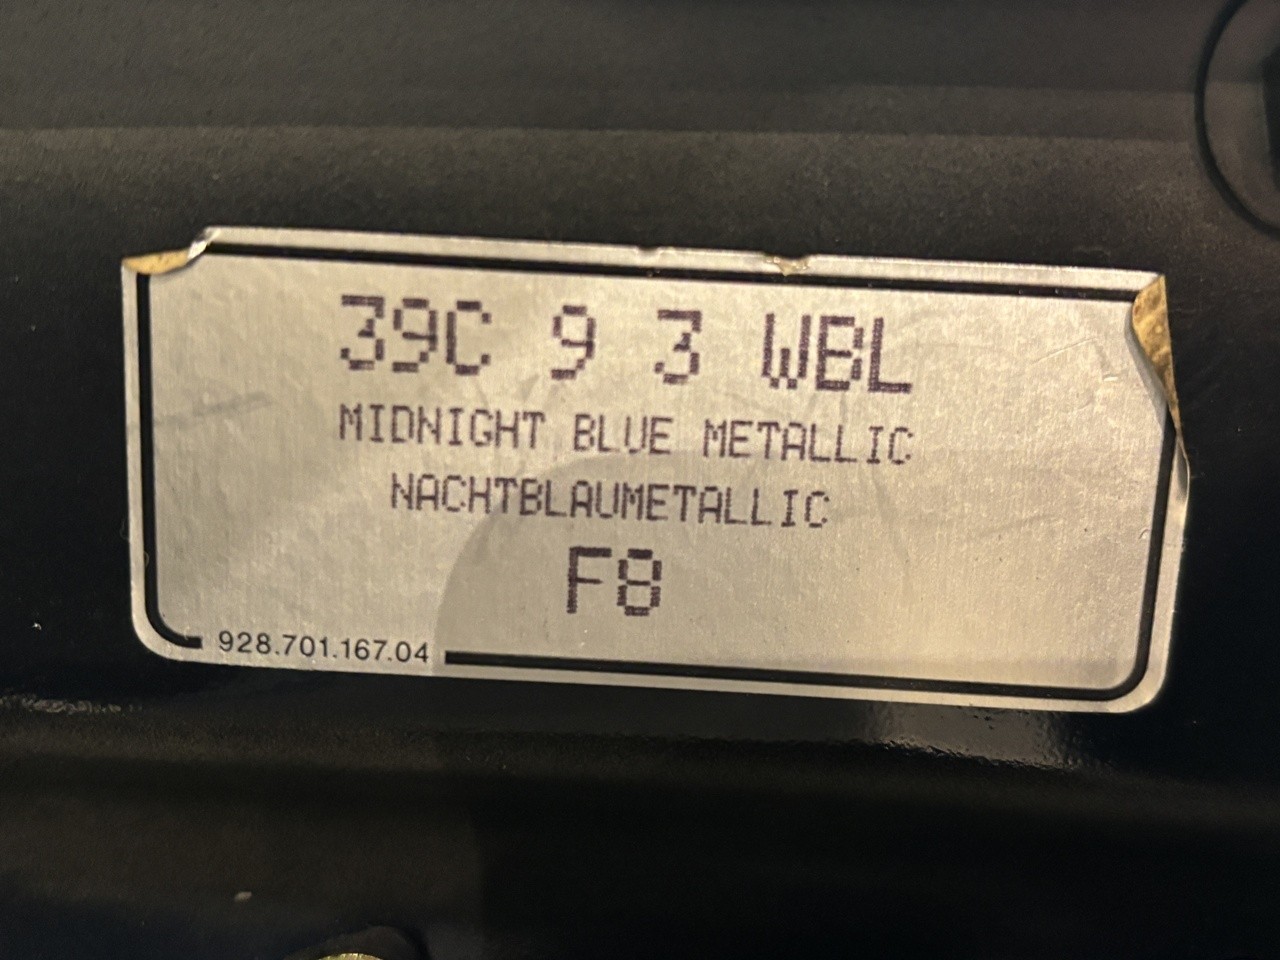 39C 9 3 WBL
MIDNIGHT BLUE METALLIC
NACHTBLAUMETALLIC
F8
928.701.167.04